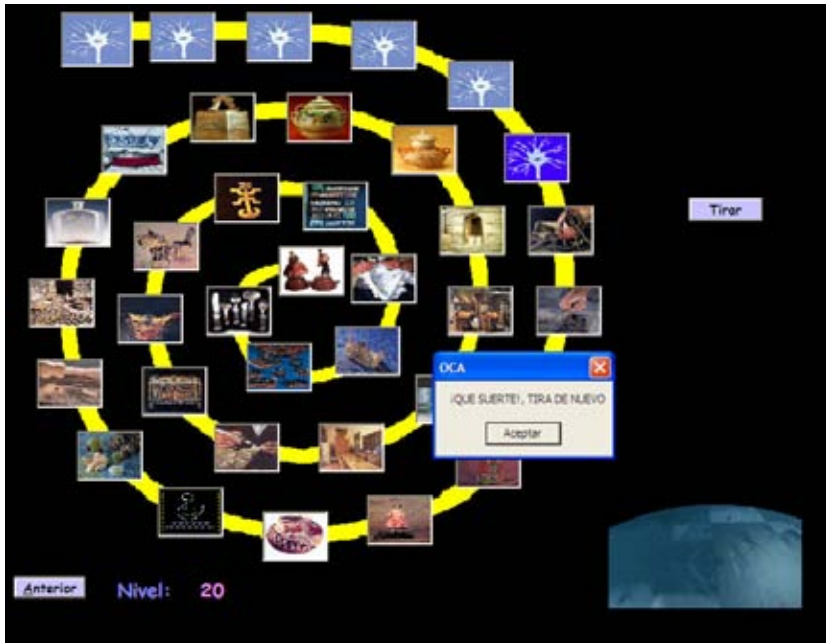 Tirar
OCA
¡QUE SUERTE!, TIRA DE NUEVO
Aceptar
Anterior
Nivel: 20